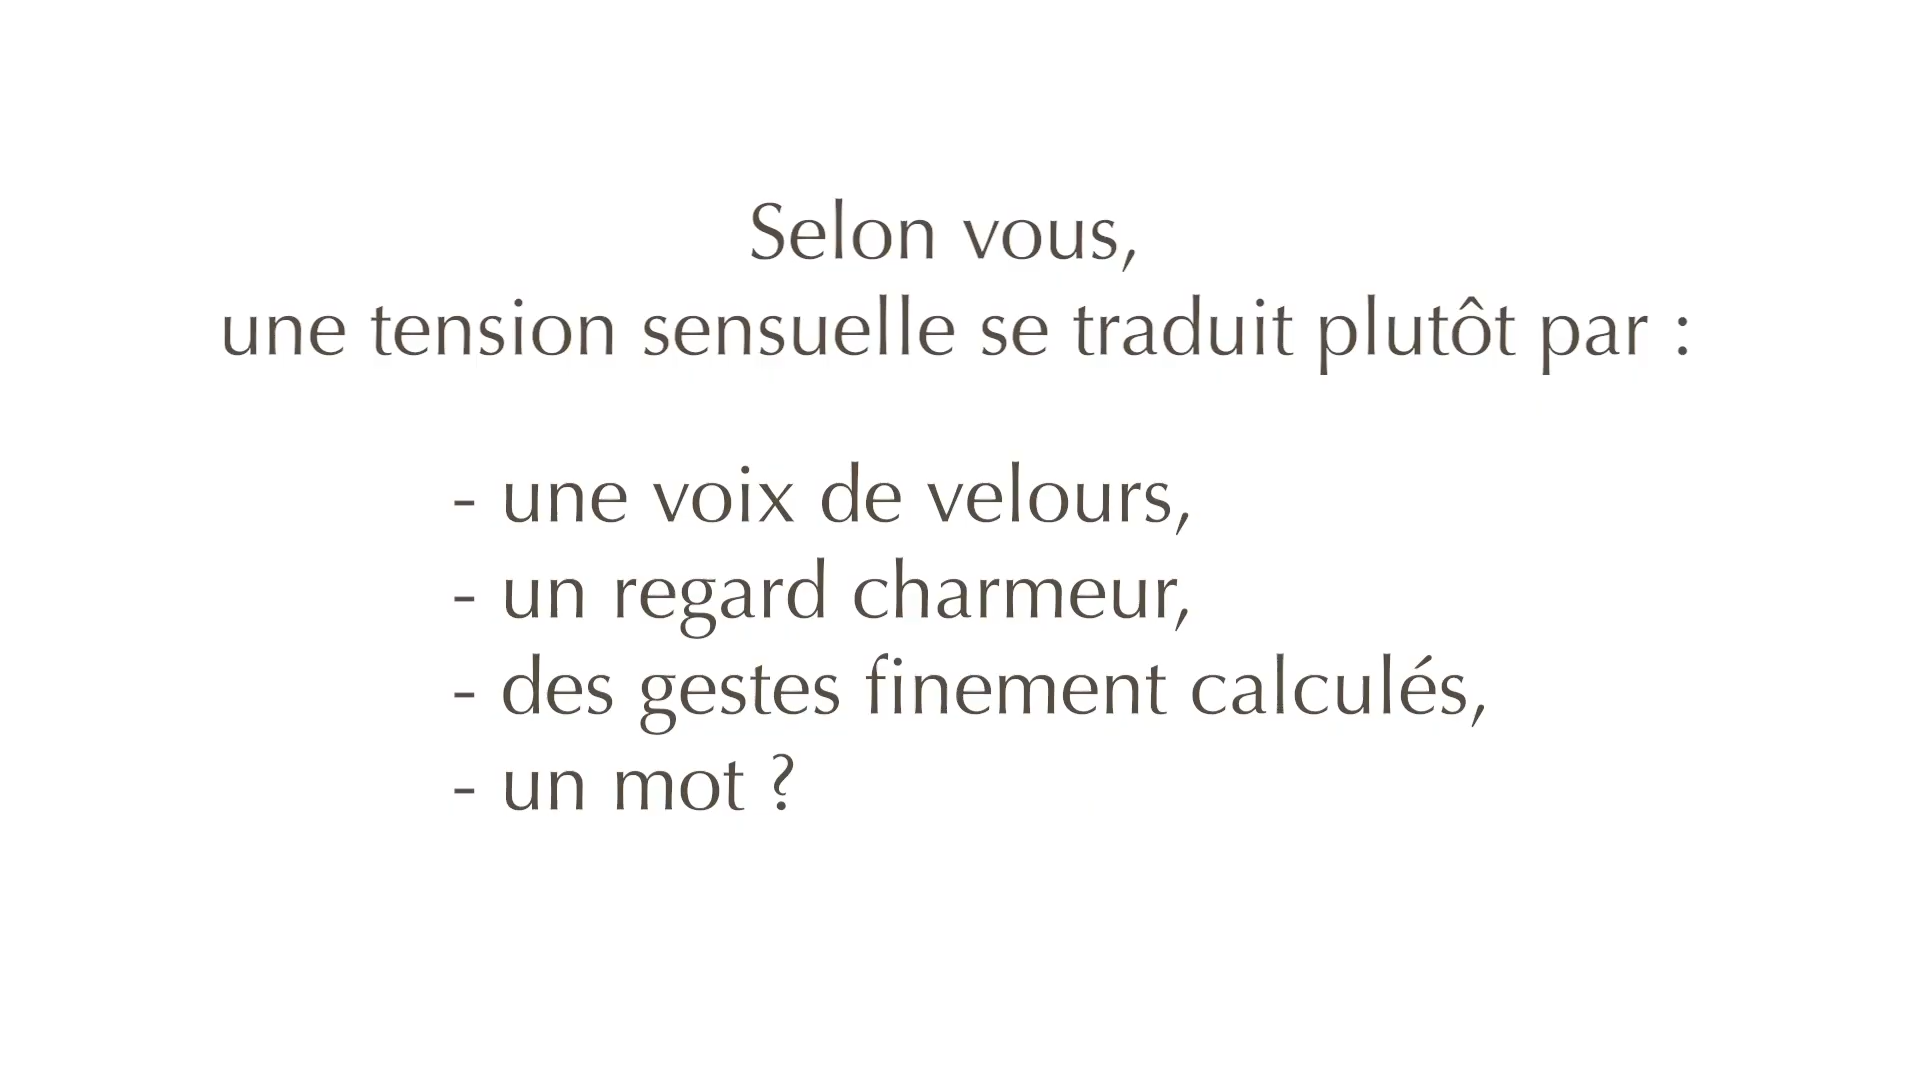 Selon vous,
une tension sensuelle se traduit plutôt par :
- une voix de velours,
- un regard charmeur,
- des gestes finement calculés,
- un mot ?